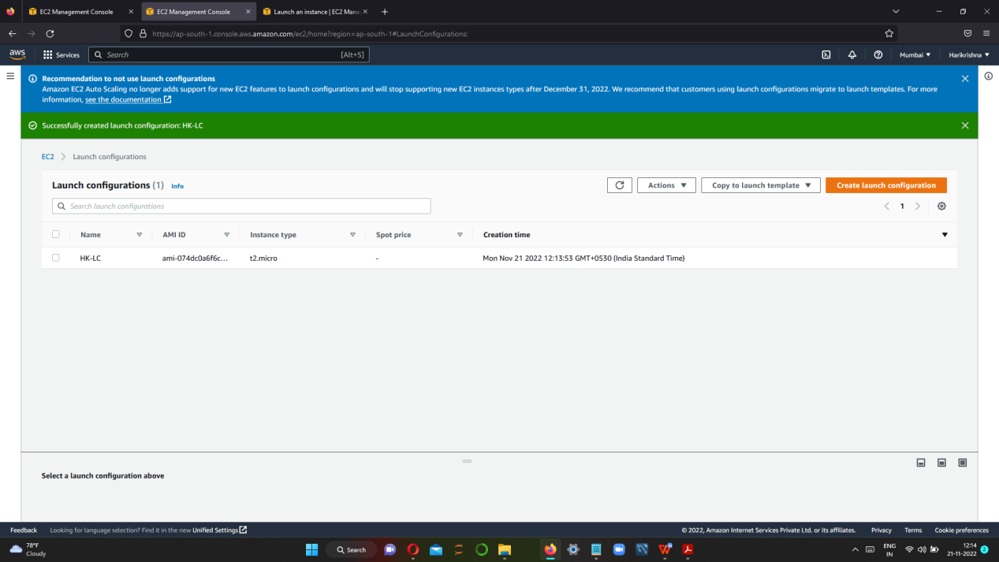 EC2 Management Console
EC2 Management Console
Launch an instance | EC2 Mana
https://ap-south-1.console.aws.amazon.com/ec2/home?region=ap-south-1#LaunchConfigurations:
aws
Services
Search
[Alt+S]
Mumbai
Harikrishna
Recommendation to not use launch configurations
Amazon EC2 Auto Scaling no longer adds support for new EC2 features to launch configurations and will stop supporting new EC2 instances types after December 31, 2022. We recommend that customers using launch configurations migrate to launch templates. For more
information, see the documentation
Successfully created launch configuration: HK-LC
EC2
Launch configurations
Launch configurations (1) Info
Actions
Copy to launch template
Create launch configuration
Search launch configurations
1
Name
AMI ID
Instance type
Spot price
Creation time
HK-LC
ami-074dc0a6f6c...
t2.micro
-
Mon Nov 21 2022 12:13:53 GMT+0530 (India Standard Time)
Select a launch configuration above
Feedback
Looking for language selection? Find it in the new Unified Settings
© 2022, Amazon Internet Services Private Ltd. or its affiliates.
Privacy
Terms
Cookie preferences
78°F
Cloudy
Search
ENG
IN
12:14
21-11-2022
2